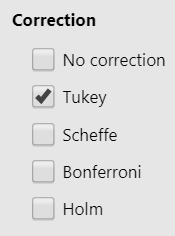 Correction
No correction
Tukey
Scheffe
Bonferroni
Holm